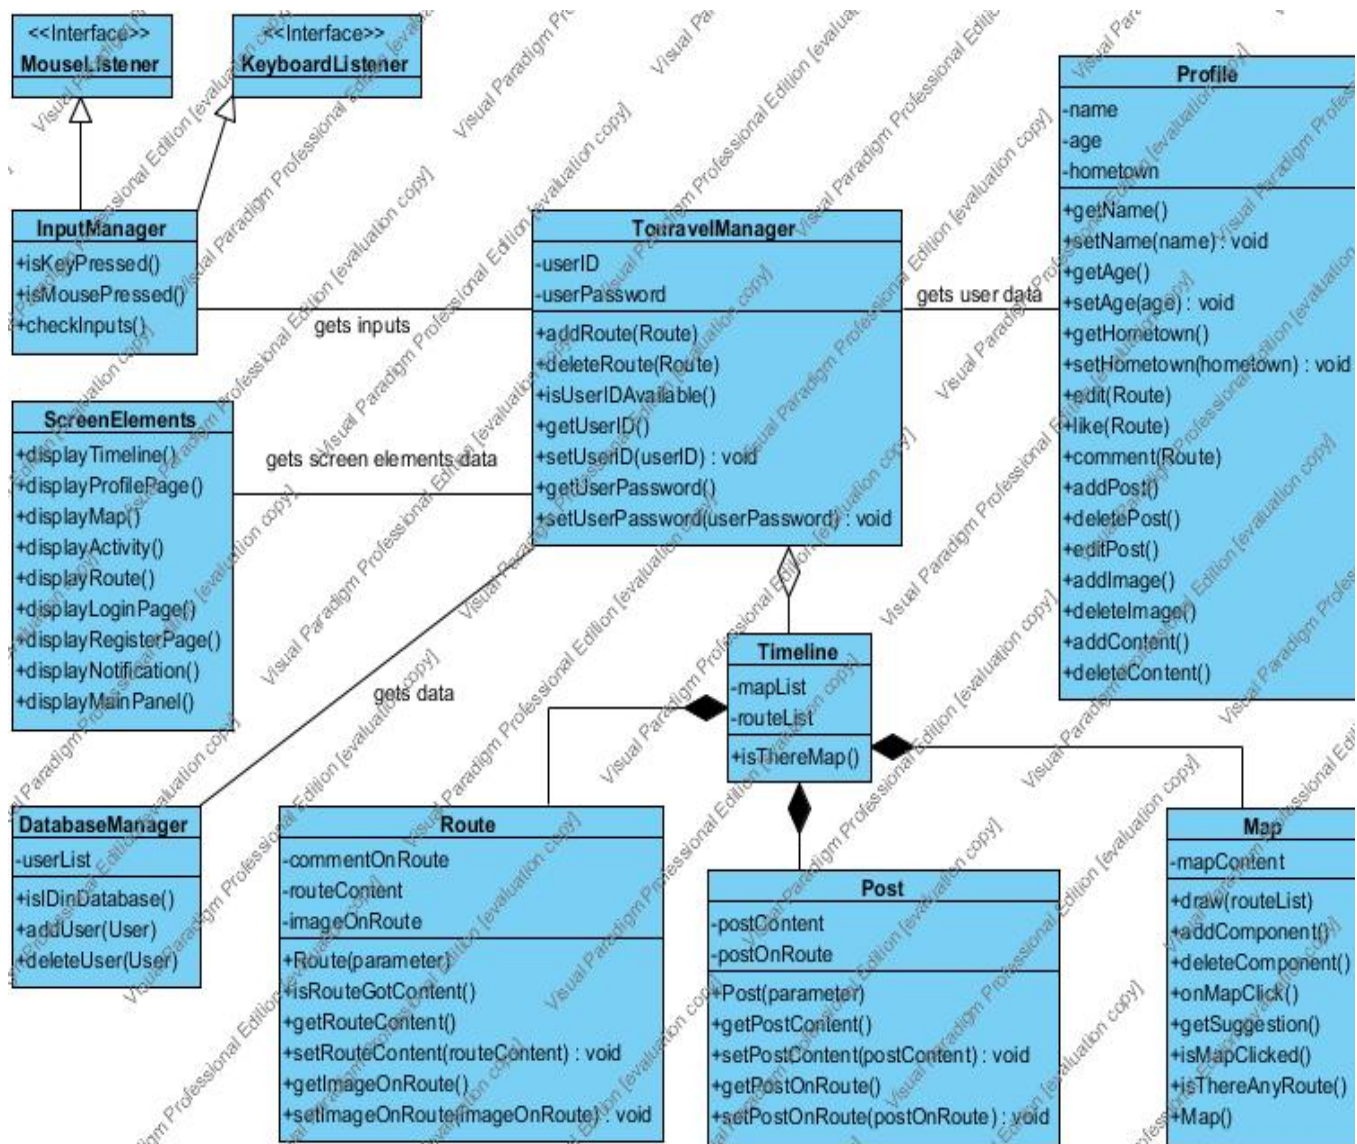 <<Interface>>
MouseListener
<<Interface>>
KeyboardListener
Profile
-name
-age
-hometown
+getName()
+setName(name) : void
+getAge()
+setAge(age) : void
+getHometown()
+setHometown(hometown) : void
+edit(Route)
+like(Route)
+comment(Route)
+addPost()
+deletePost()
+editPost()
+addImage()
+deleteImage()
+addContent()
+deleteContent()
InputManager
+isKeyPressed()
+isMousePressed()
+checkInputs()
gets inputs
TouravelManager
-userID
-userPassword
+addRoute(Route)
+deleteRoute(Route)
+isUserIDAvailable()
+getUserID()
+setUserID(userID) : void
+getUserPassword()
+setUserPassword(userPassword) : void
gets user data
ScreenElements
+displayTimeline()
+displayProfilePage()
+displayMap()
+displayActivity()
+displayRoute()
+displayLoginPage()
+displayRegisterPage()
+displayNotification()
+displayMainPanel()
gets screen elements data
gets data
Timeline
-mapList
-routeList
+isThereMap()
DatabaseManager
-userList
+isIDinDatabase()
+addUser(User)
+deleteUser(User)
Route
-commentOnRoute
-routeContent
-imageOnRoute
+Route(parameter)
+isRouteGotContent()
+getRouteContent()
+setRouteContent(routeContent) : void
+getImageOnRoute()
+setImageOnRoute(imageOnRoute) : void
Post
-postContent
-postOnRoute
+Post(parameter)
+getPostContent()
+setPostContent(postContent) : void
+getPostOnRoute()
+setPostOnRoute(postOnRoute) : void
Map
-mapContent
+draw(routeList)
+addComponent()
+deleteComponent()
+onMapClick()
+getSuggestion()
+isMapClicked()
+isThereAnyRoute()
+Map()
Visual Paradigm Professional Edition [evaluation copy]